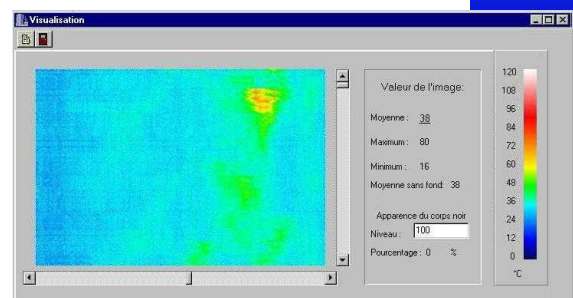 Visualisation
Valeur de l'image:
Moyenne : 38
Maximum : 80
Minimum : 16
Moyenne sans fond: 38
Apparence du corps noir
Niveau : 100
Pourcentage : 0 %
120
108
96
84
72
60
48
36
24
12
0
°C